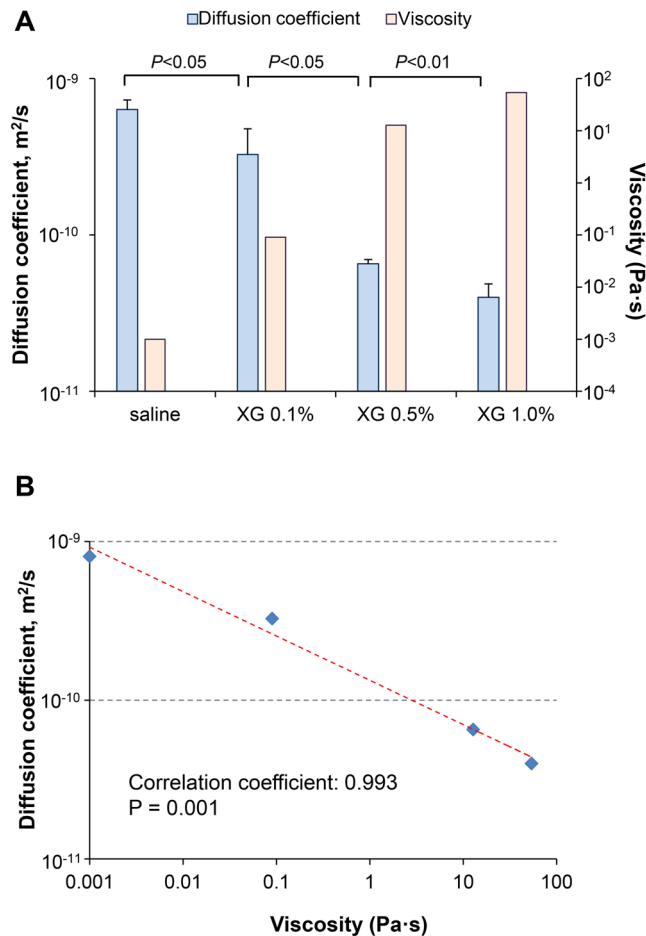 A
Diffusion coefficient Viscosity
P<0.05 P<0.05 P<0.01
Diffusion coefficient, m²/s
10⁻⁹
10⁻¹⁰
10⁻¹¹
10²
10¹
1
10⁻¹
10⁻²
10⁻³
10⁻⁴
Viscosity (Pa·s)
saline XG 0.1% XG 0.5% XG 1.0%
B
Diffusion coefficient, m²/s
10⁻⁹
10⁻¹⁰
10⁻¹¹
Correlation coefficient: 0.993
P = 0.001
0.001 0.01 0.1 1 10 100
Viscosity (Pa·s)